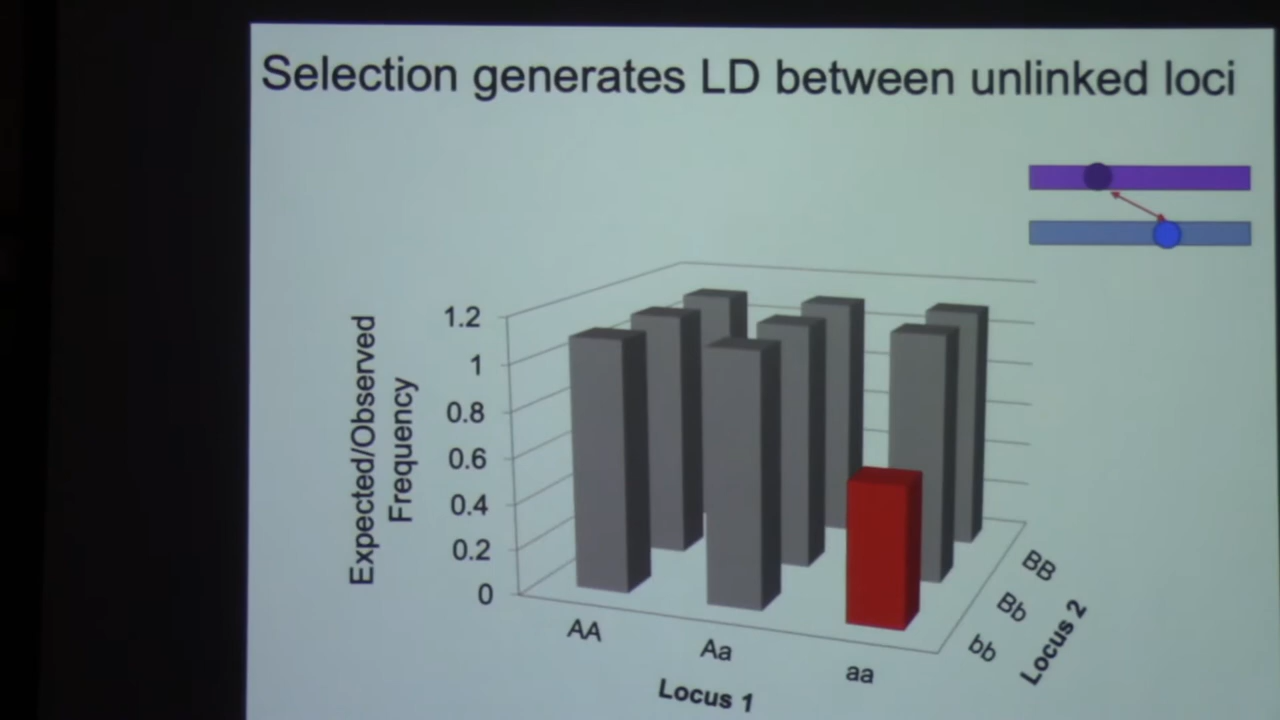 Selection generates LD between unlinked loci
Expected/Observed
Frequency
1.2
1
0.8
0.6
0.4
0.2
0
AA
Aa
aa
Locus 1
bb
Bb
BB
Locus 2